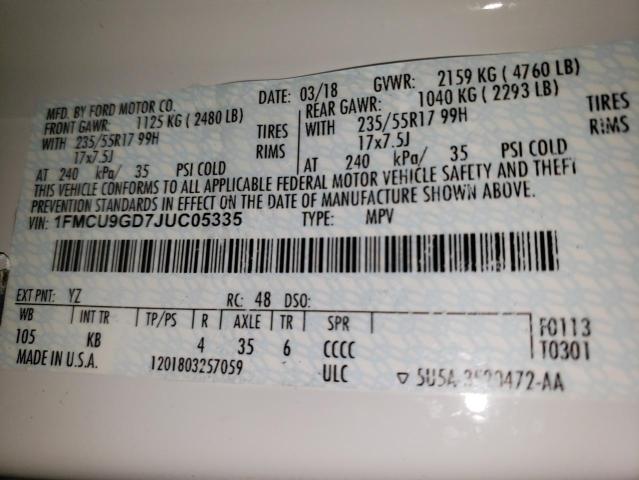 MFD. BY FORD MOTOR CO. DATE: 03/18 GVWR: 2159 KG ( 4760 LB)
FRONT GAWR: 1125 KG ( 2480 LB) REAR GAWR: 1040 KG ( 2293 LB)
WITH 235/55R17 99H TIRES WITH 235/55R17 99H TIRES
17x7.5J RIMS 17x7.5J RIMS
AT 240 kPa/ 35 PSI COLD AT 240 kPa/ 35 PSI COLD
THIS VEHICLE CONFORMS TO ALL APPLICABLE FEDERAL MOTOR VEHICLE SAFETY AND THEFT
PREVENTION STANDARDS IN EFFECT ON THE DATE OF MANUFACTURE SHOWN ABOVE.
VIN: 1FMCU9GD7JUC05335 TYPE: MPV
EXT PNT: YZ RC: 48 DSO:
WB INT TR TP/PS R AXLE TR SPR F0113
105 KB 4 35 6 CCCC T0301
MADE IN U.S.A. 1201803257059 ULC 5U5A- 472-AA